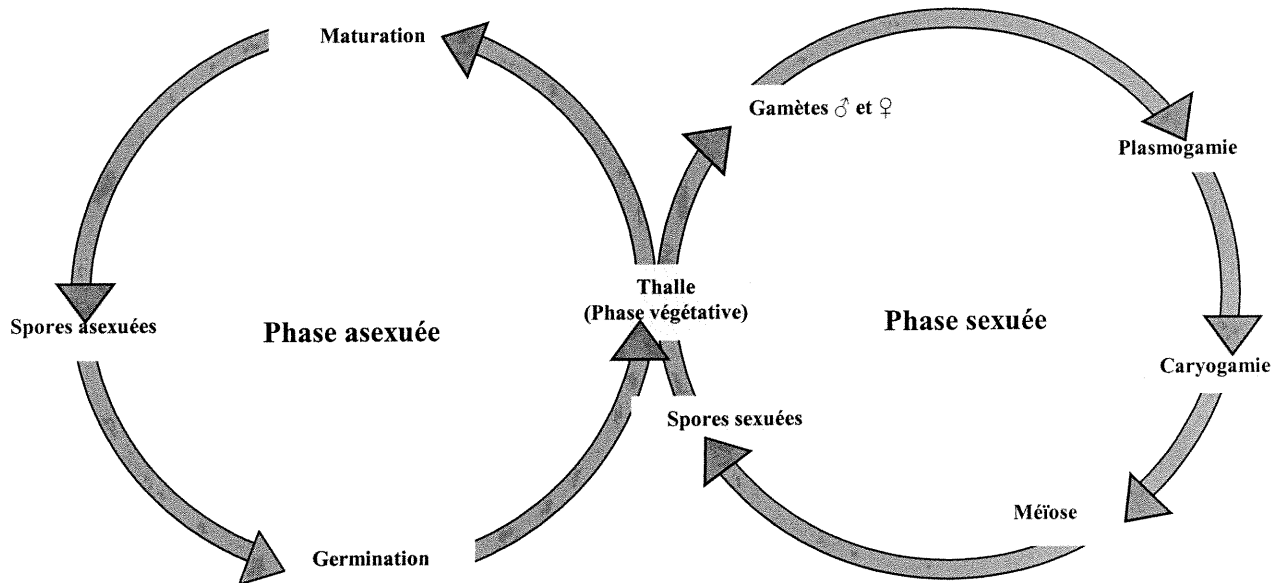 Maturation
Gamètes ♂ et ♀
Plasmogamie
Thalle
(Phase végétative)
Spores asexuées
Phase asexuée
Phase sexuée
Caryogamie
Spores sexuées
Méïose
Germination